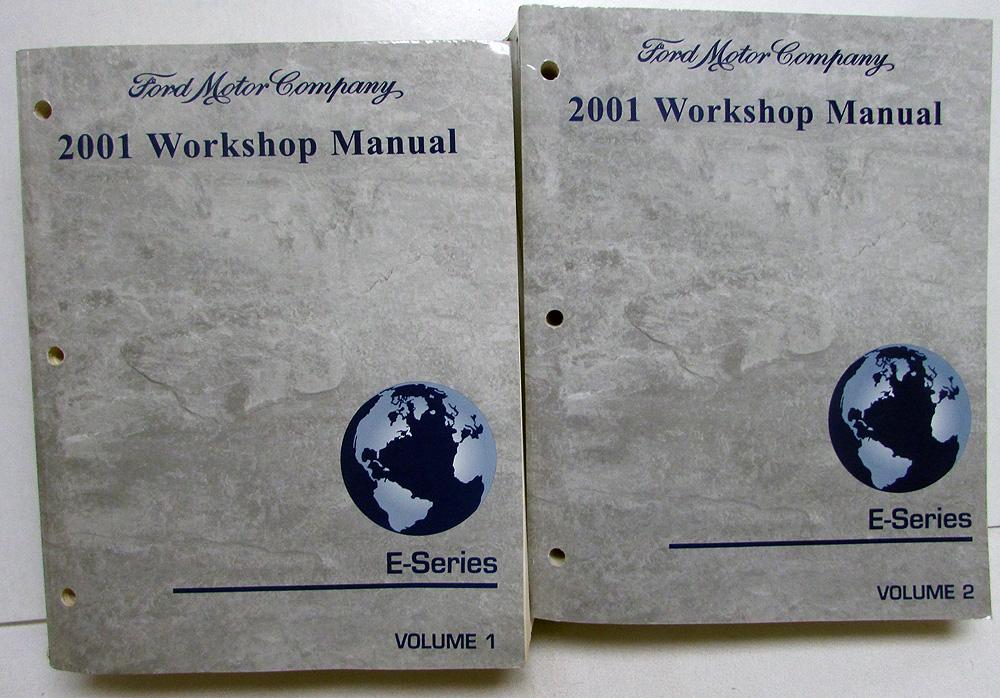 Ford Motor Company
2001 Workshop Manual
E-Series
VOLUME 1
Ford Motor Company
2001 Workshop Manual
E-Series
VOLUME 2